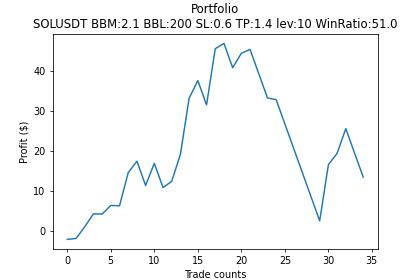 Portfolio
SOLUSDT BBM:2.1 BBL:200 SL:0.6 TP:1.4 lev:10 WinRatio:51.0
Profit ($)
40
30
20
10
0
0 5 10 15 20 25 30 35
Trade counts